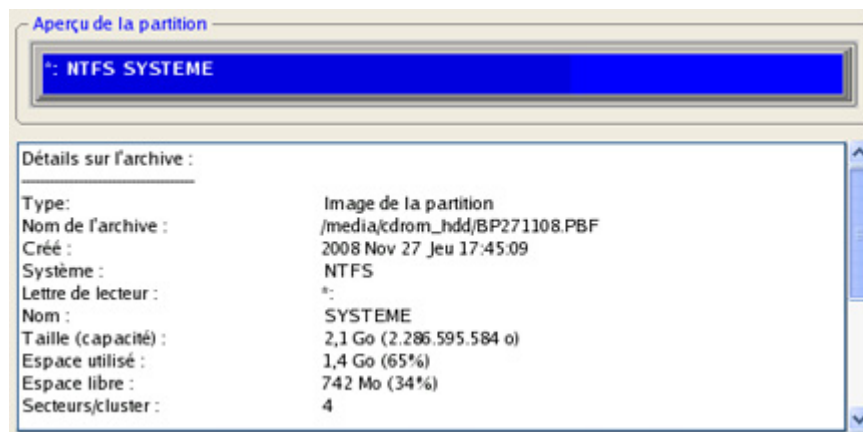 Aperçu de la partition
*: NTFS SYSTEME
Détails sur l'archive :
Type: Image de la partition
Nom de l'archive : /media/cdrom_hdd/BP271108.PBF
Créé : 2008 Nov 27 Jeu 17:45:09
Système : NTFS
Lettre de lecteur : *:
Nom : SYSTEME
Taille (capacité) : 2,1 Go (2.286.595.584 o)
Espace utilisé : 1,4 Go (65%)
Espace libre : 742 Mo (34%)
Secteurs/cluster : 4